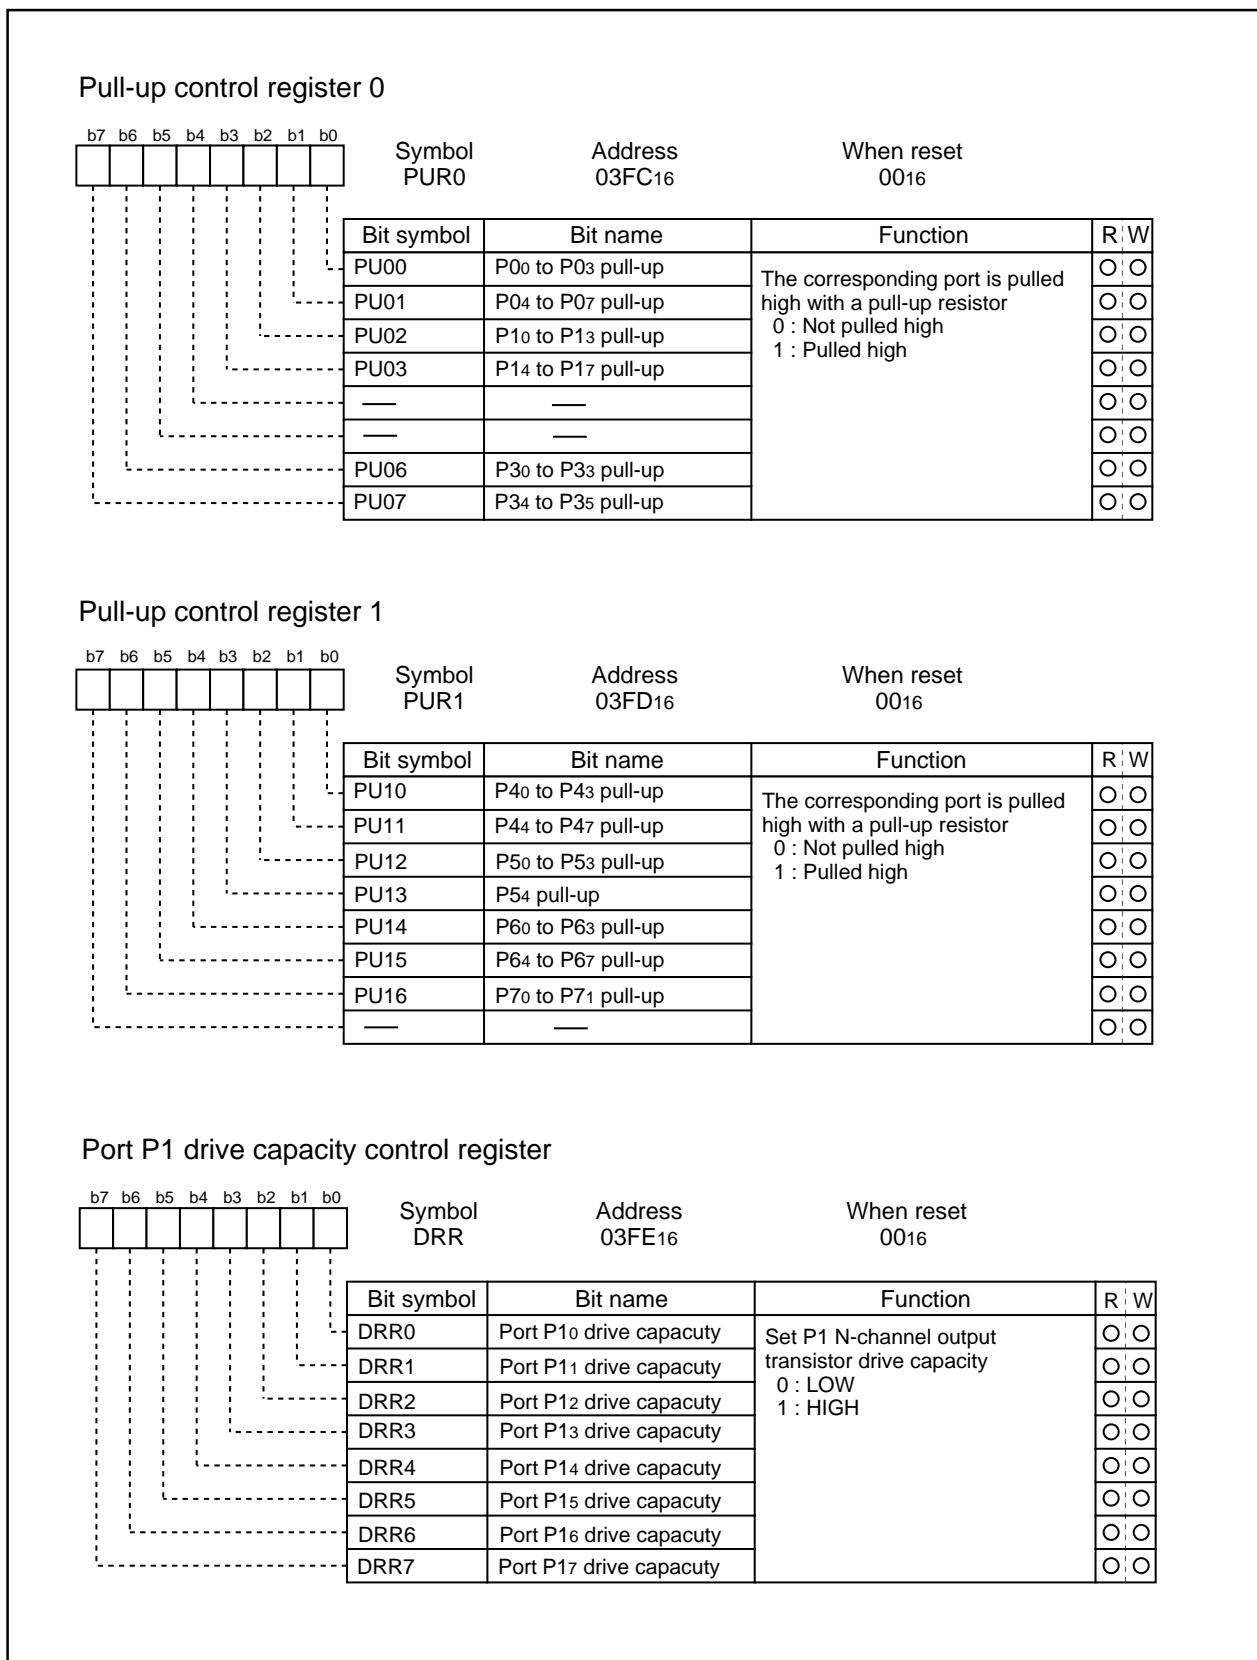 Pull-up control register 0
b7 b6 b5 b4 b3 b2 b1 b0
Symbol Address When reset
PUR0 03FC16 0016
Bit symbol Bit name Function R W
PU00 P00 to P03 pull-up
The corresponding port is pulled
PU01 P04 to P07 pull-up
high with a pull-up resistor
0 : Not pulled high
PU02 P10 to P13 pull-up
1 : Pulled high
PU03 P14 to P17 pull-up
— —
— —
PU06 P30 to P33 pull-up
PU07 P34 to P35 pull-up
Pull-up control register 1
b7 b6 b5 b4 b3 b2 b1 b0
Symbol Address When reset
PUR1 03FD16 0016
Bit symbol Bit name Function R W
PU10 P40 to P43 pull-up
The corresponding port is pulled
PU11 P44 to P47 pull-up
high with a pull-up resistor
0 : Not pulled high
PU12 P50 to P53 pull-up
1 : Pulled high
PU13 P54 pull-up
PU14 P60 to P63 pull-up
PU15 P64 to P67 pull-up
PU16 P70 to P71 pull-up
— —
Port P1 drive capacity control register
b7 b6 b5 b4 b3 b2 b1 b0
Symbol Address When reset
DRR 03FE16 0016
Bit symbol Bit name Function R W
DRR0 Port P10 drive capacuty
Set P1 N-channel output
DRR1 Port P11 drive capacuty
transistor drive capacity
0 : LOW
DRR2 Port P12 drive capacuty
1 : HIGH
DRR3 Port P13 drive capacuty
DRR4 Port P14 drive capacuty
DRR5 Port P15 drive capacuty
DRR6 Port P16 drive capacuty
DRR7 Port P17 drive capacuty